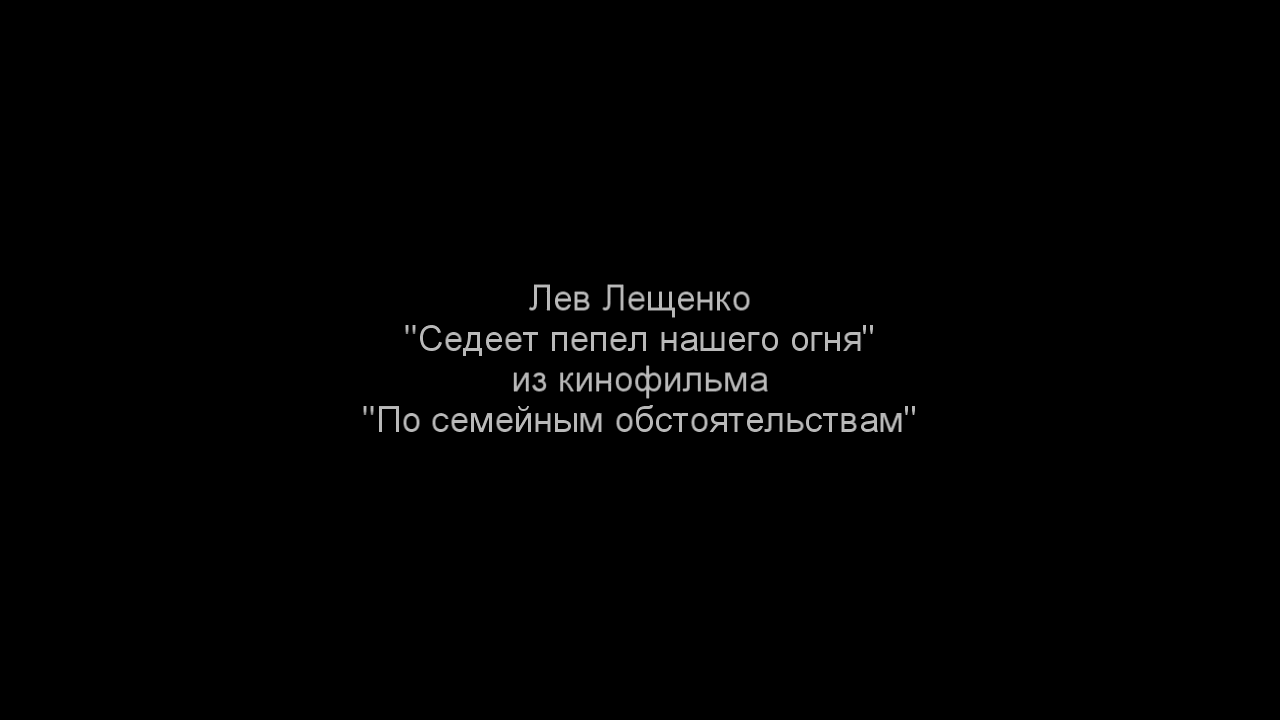 Лев Лещенко
"Седеет пепел нашего огня"
из кинофильма
"По семейным обстоятельствам"